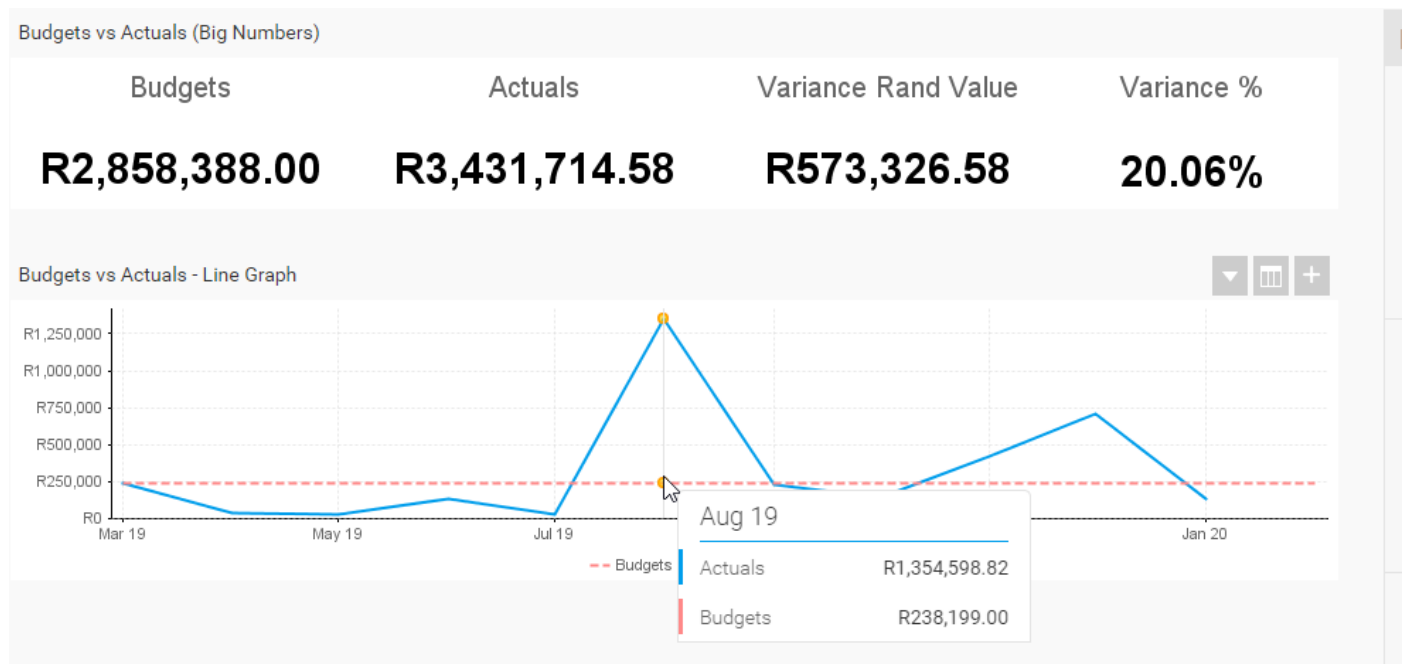 Budgets vs Actuals (Big Numbers)
Budgets Actuals Variance Rand Value Variance %
R2,858,388.00 R3,431,714.58 R573,326.58 20.06%
Budgets vs Actuals - Line Graph
R1,250,000
R1,000,000
R750,000
R500,000
R250,000
R0
Mar 19 May 19 Jul 19 Jan 20
Budgets
Aug 19
Actuals R1,354,598.82
Budgets R238,199.00